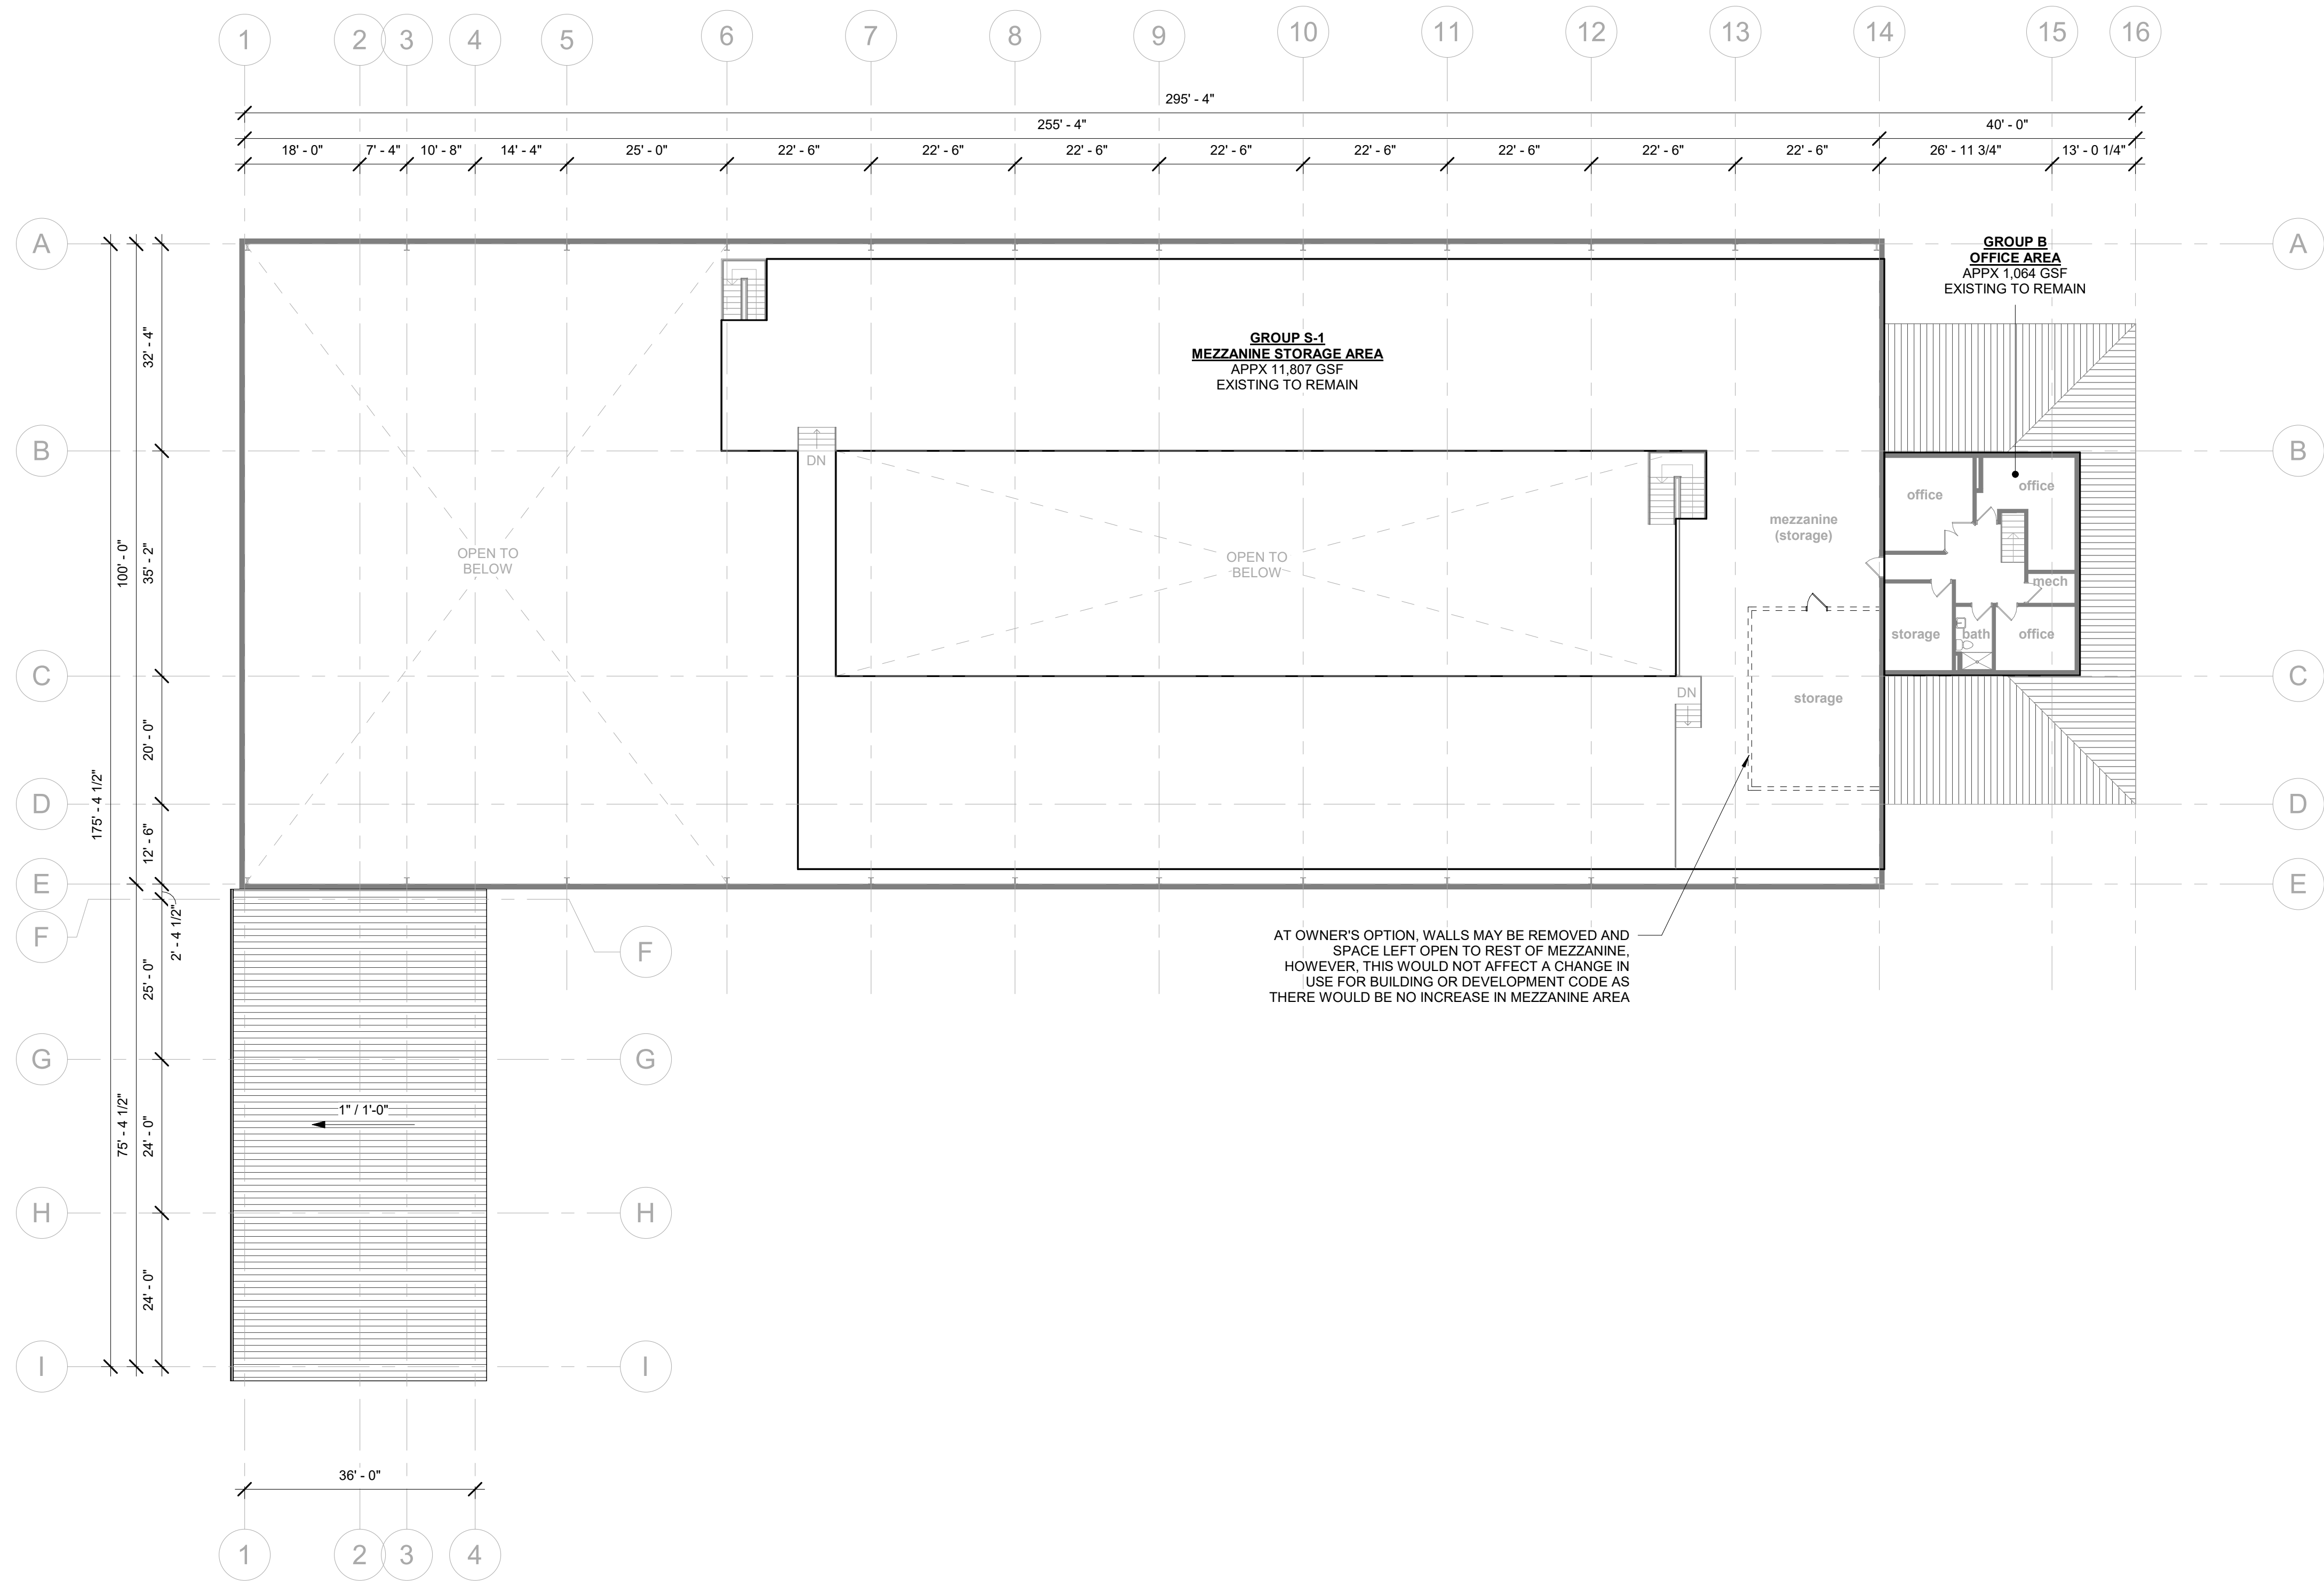 1 2 3 4 5 6 7 8 9 10 11 12 13 14 15 16
295' - 4"
255' - 4" 40' - 0"
18' - 0" 7' - 4" 10' - 8" 14' - 4" 25' - 0" 22' - 6" 22' - 6" 22' - 6" 22' - 6" 22' - 6" 22' - 6" 22' - 6" 22' - 6" 26' - 11 3/4" 13' - 0 1/4"
A A
GROUP B
OFFICE AREA
APPX 1,064 GSF
EXISTING TO REMAIN
32' - 4"
GROUP S-1
MEZZANINE STORAGE AREA
APPX 11,807 GSF
EXISTING TO REMAIN
B B
DN
office
office
mezzanine
(storage)
100' - 0"
35' - 2"
OPEN TO
BELOW
OPEN TO
BELOW
mech
storage
bath
office
C C
DN
storage
20' - 0"
175' - 4 1/2"
D D
12' - 6"
E E
2' - 4 1/2"
F F
AT OWNER'S OPTION, WALLS MAY BE REMOVED AND
SPACE LEFT OPEN TO REST OF MEZZANINE,
HOWEVER, THIS WOULD NOT AFFECT A CHANGE IN
USE FOR BUILDING OR DEVELOPMENT CODE AS
THERE WOULD BE NO INCREASE IN MEZZANINE AREA
25' - 0"
G G
1" / 1'-0"
75' - 4 1/2"
24' - 0"
H H
24' - 0"
I I
36' - 0"
1 2 3 4